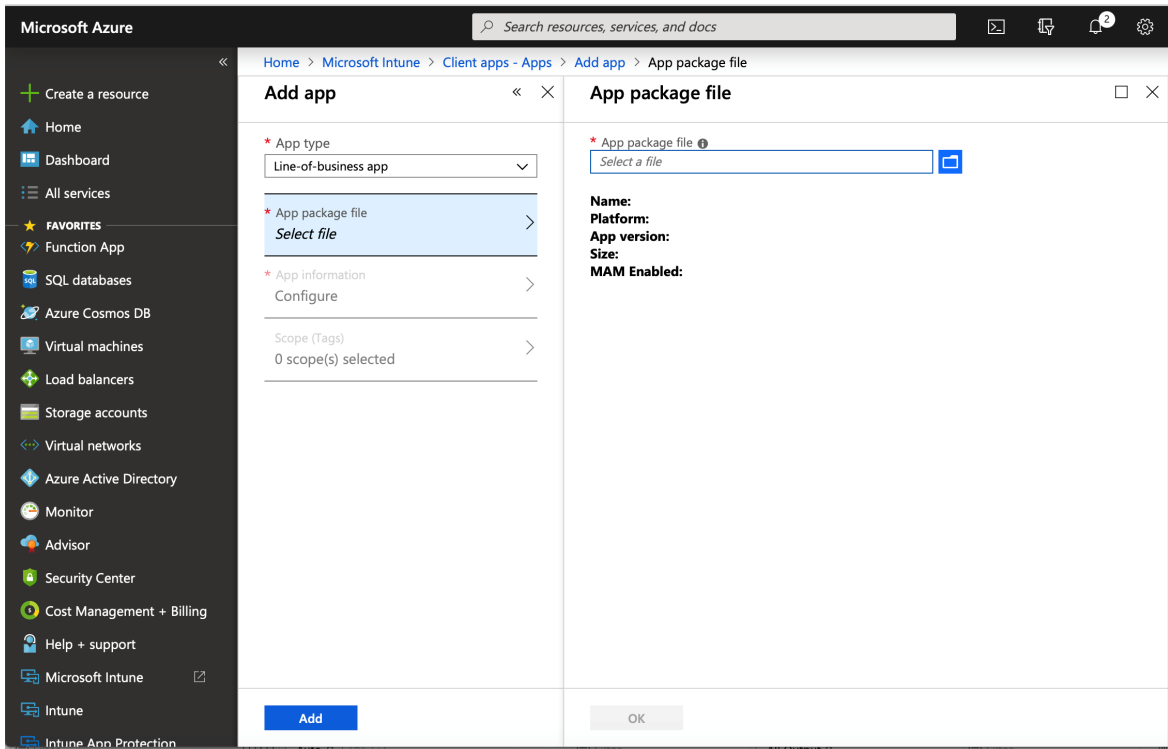 Microsoft Azure
Search resources, services, and docs
2
Home > Microsoft Intune > Client apps - Apps > Add app > App package file
Create a resource
Home
Dashboard
All services
FAVORITES
Function App
SQL databases
Azure Cosmos DB
Virtual machines
Load balancers
Storage accounts
Virtual networks
Azure Active Directory
Monitor
Advisor
Security Center
Cost Management + Billing
Help + support
Microsoft Intune
Intune
Intune App Protection
Add app
* App type
Line-of-business app
* App package file
Select file
* App information
Configure
Scope (Tags)
0 scope(s) selected
Add
App package file
* App package file
Select a file
Name:
Platform:
App version:
Size:
MAM Enabled:
OK